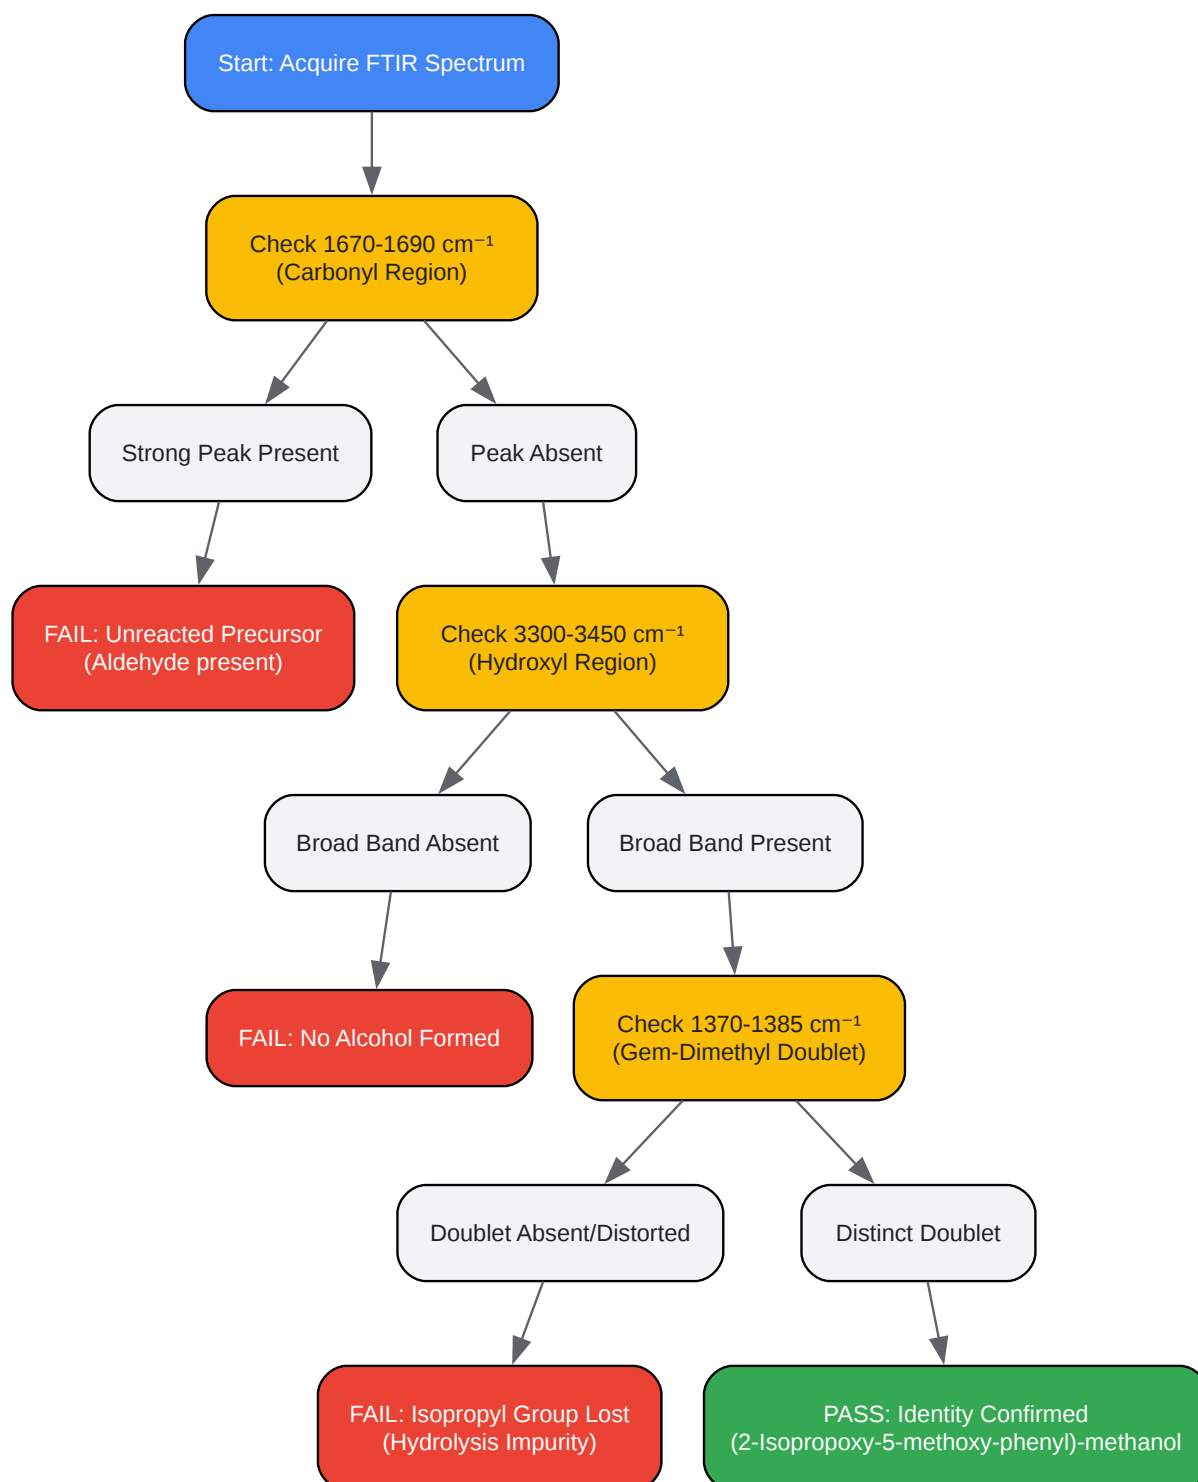 Start: Acquire FTIR Spectrum
Check 1670-1690 cm⁻¹
(Carbonyl Region)
Strong Peak Present
Peak Absent
FAIL: Unreacted Precursor
(Aldehyde present)
Check 3300-3450 cm⁻¹
(Hydroxyl Region)
Broad Band Absent
Broad Band Present
FAIL: No Alcohol Formed
Check 1370-1385 cm⁻¹
(Gem-Dimethyl Doublet)
Doublet Absent/Distorted
Distinct Doublet
FAIL: Isopropyl Group Lost
(Hydrolysis Impurity)
PASS: Identity Confirmed
(2-Isopropoxy-5-methoxy-phenyl)-methanol